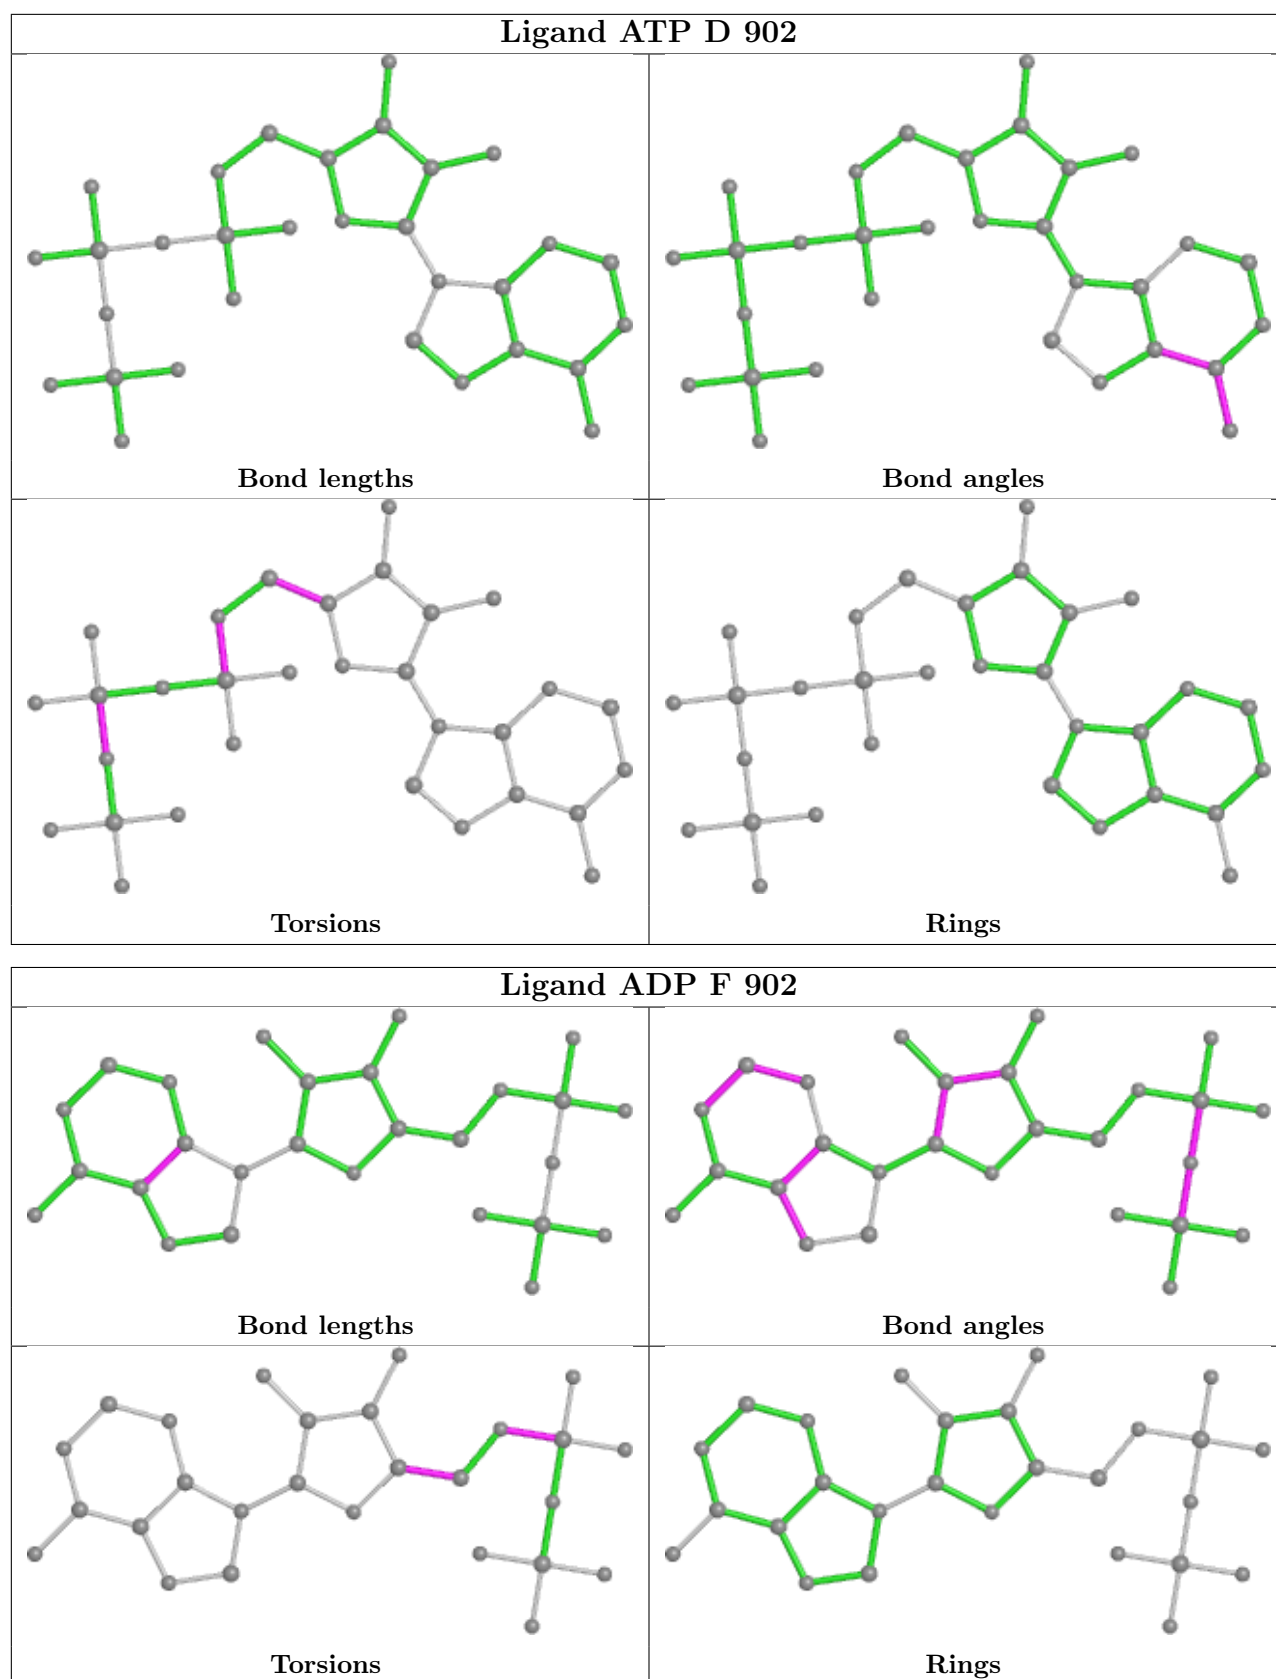 Ligand ATP D 902
Bond lengths
Bond angles
Torsions
Rings
Ligand ADP F 902
Bond lengths
Bond angles
Torsions
Rings